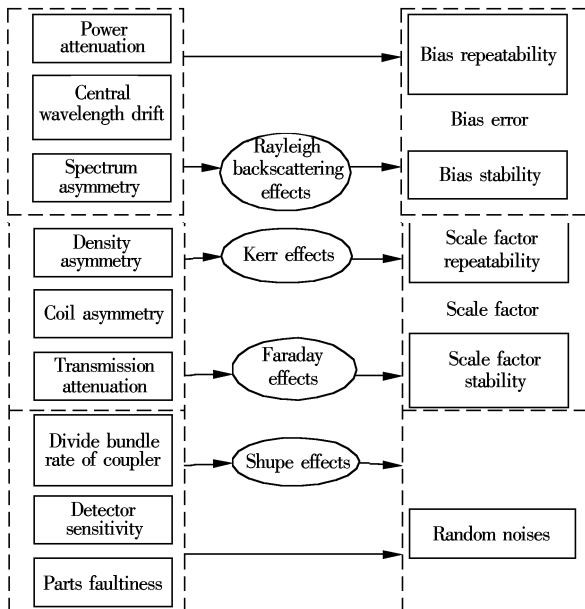 Power
attenuation
Central
wavelength drift
Spectrum
asymmetry
Density
asymmetry
Coil asymmetry
Transmission
attenuation
Divide bundle
rate of coupler
Detector
sensitivity
Parts faultiness
Rayleigh
backscattering
effects
Kerr effects
Faraday
effects
Shupe effects
Bias repeatability
Bias error
Bias stability
Scale factor
repeatability
Scale factor
Scale factor
stability
Random noises